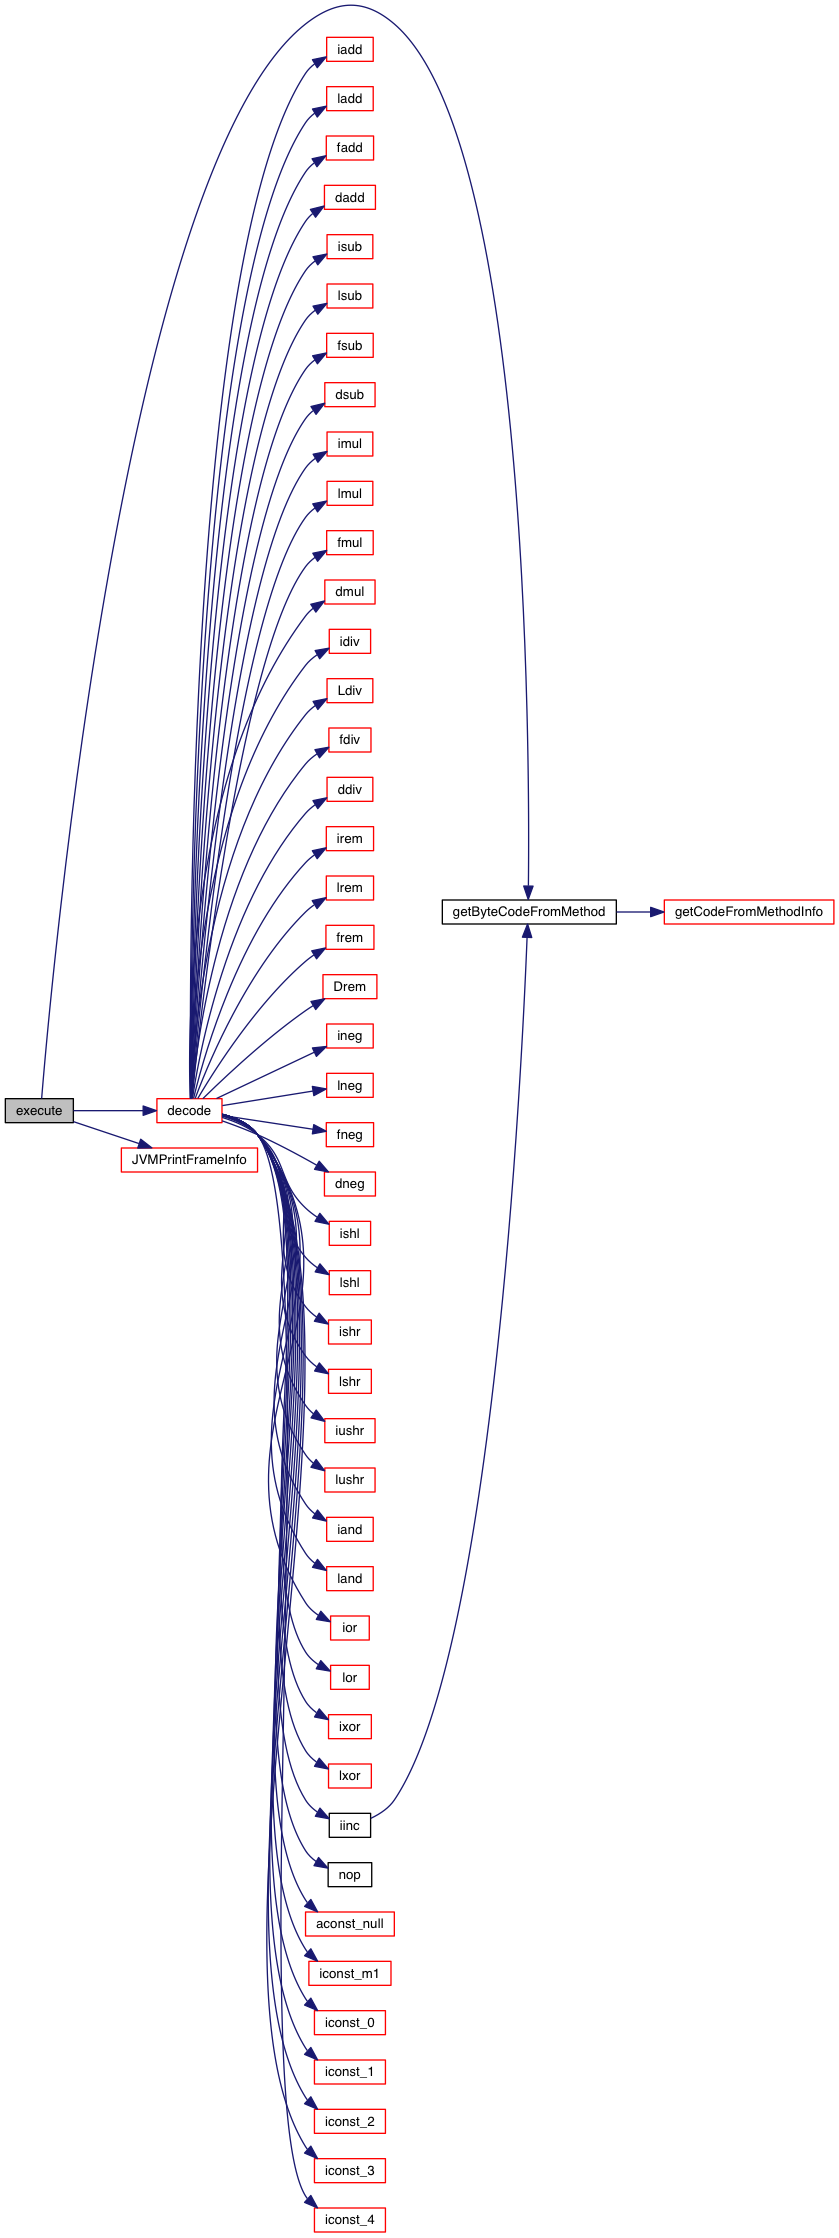 iadd
ladd
fadd
dadd
isub
lsub
fsub
dsub
imul
lmul
fmul
dmul
idiv
Ldiv
fdiv
ddiv
irem
lrem
getByteCodeFromMethod
getCodeFromMethodInfo
frem
Drem
ineg
lneg
execute
decode
fneg
JVMPrintFrameInfo
dneg
ishl
lshl
ishr
lshr
iushr
lushr
iand
land
ior
lor
ixor
lxor
iinc
nop
aconst_null
iconst_m1
iconst_0
iconst_1
iconst_2
iconst_3
iconst_4